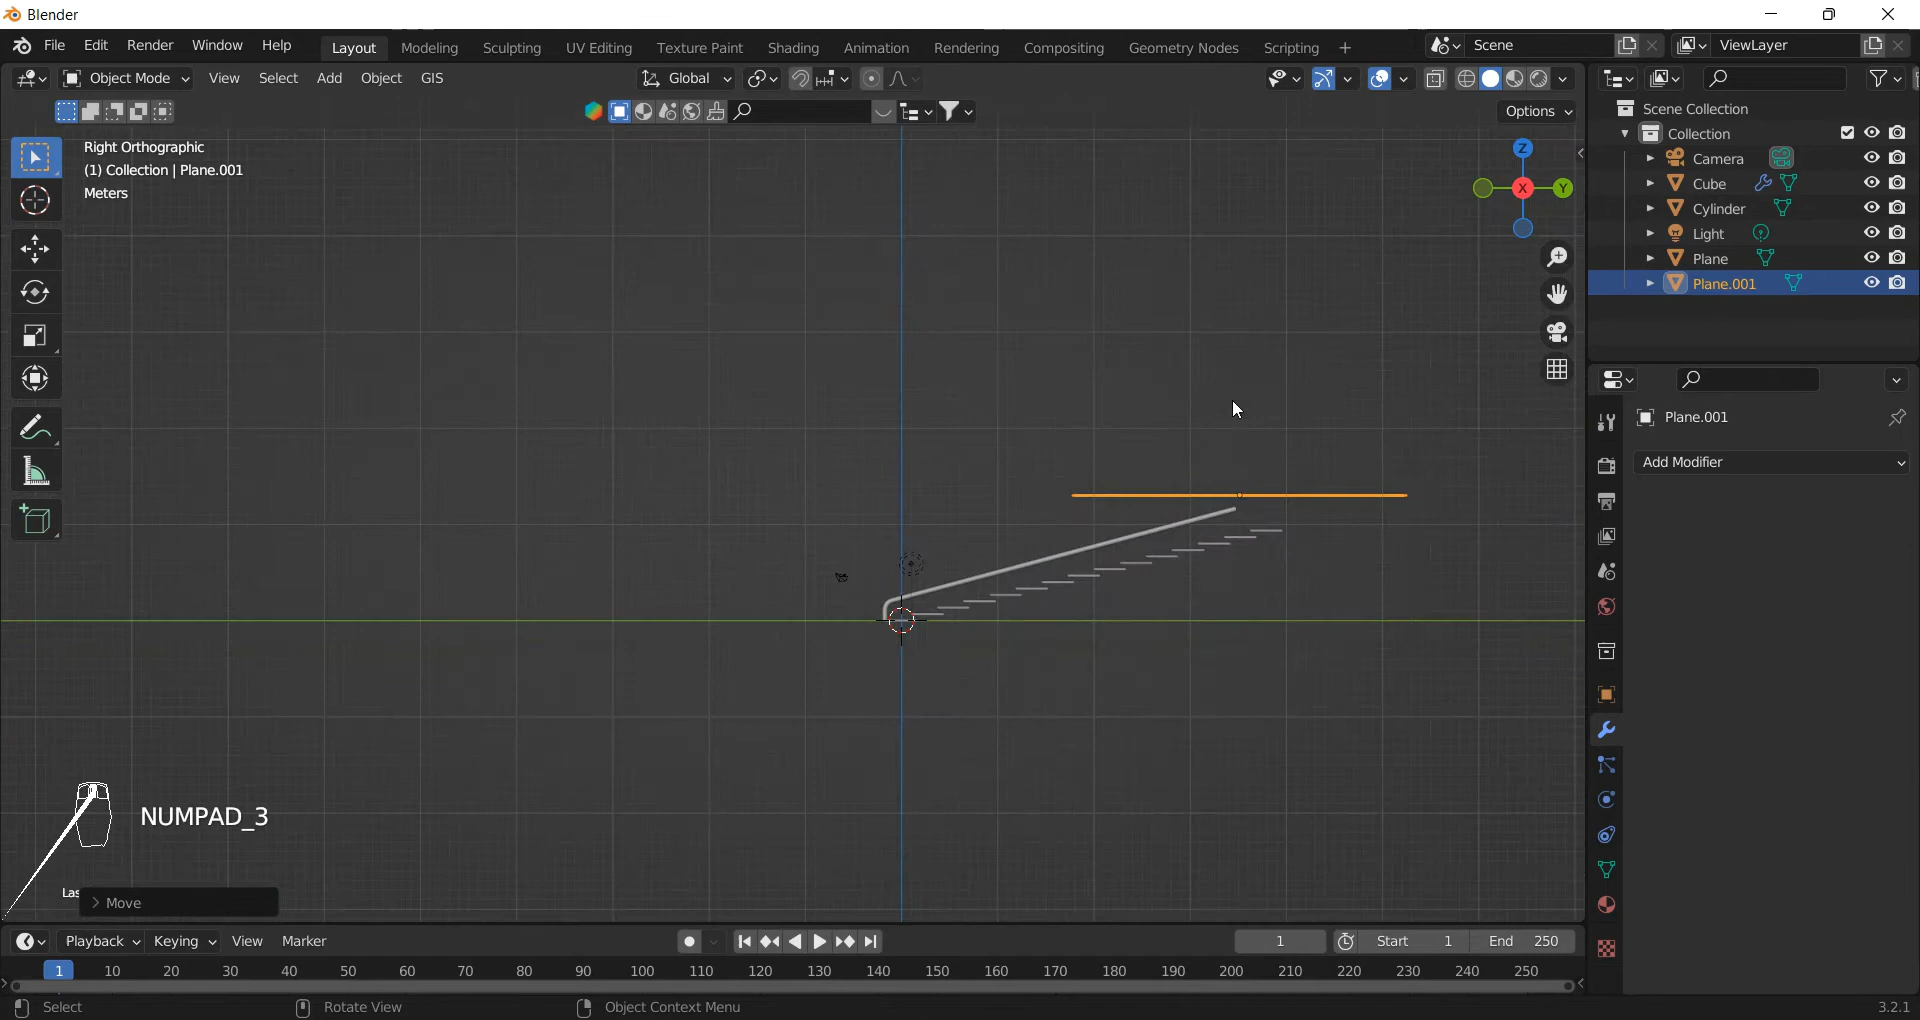 Blender
File Edit Render Window Help Layout Modeling Sculpting UV Editing Texture Paint Shading Animation Rendering Compositing Geometry Nodes Scripting + Scene ViewLayer
Object Mode View Select Add Object GIS Global
Options
Right Orthographic
(1) Collection | Plane.001
Meters
Z
X Y
Scene Collection
Collection
Camera
Cube
Cylinder
Light
Plane
Plane.001
Plane.001
Add Modifier
NUMPAD_3
Las
> Move
Playback Keying View Marker 1 Start 1 End 250
1 10 20 30 40 50 60 70 80 90 100 110 120 130 140 150 160 170 180 190 200 210 220 230 240 250
Select Rotate View Object Context Menu 3.2.1